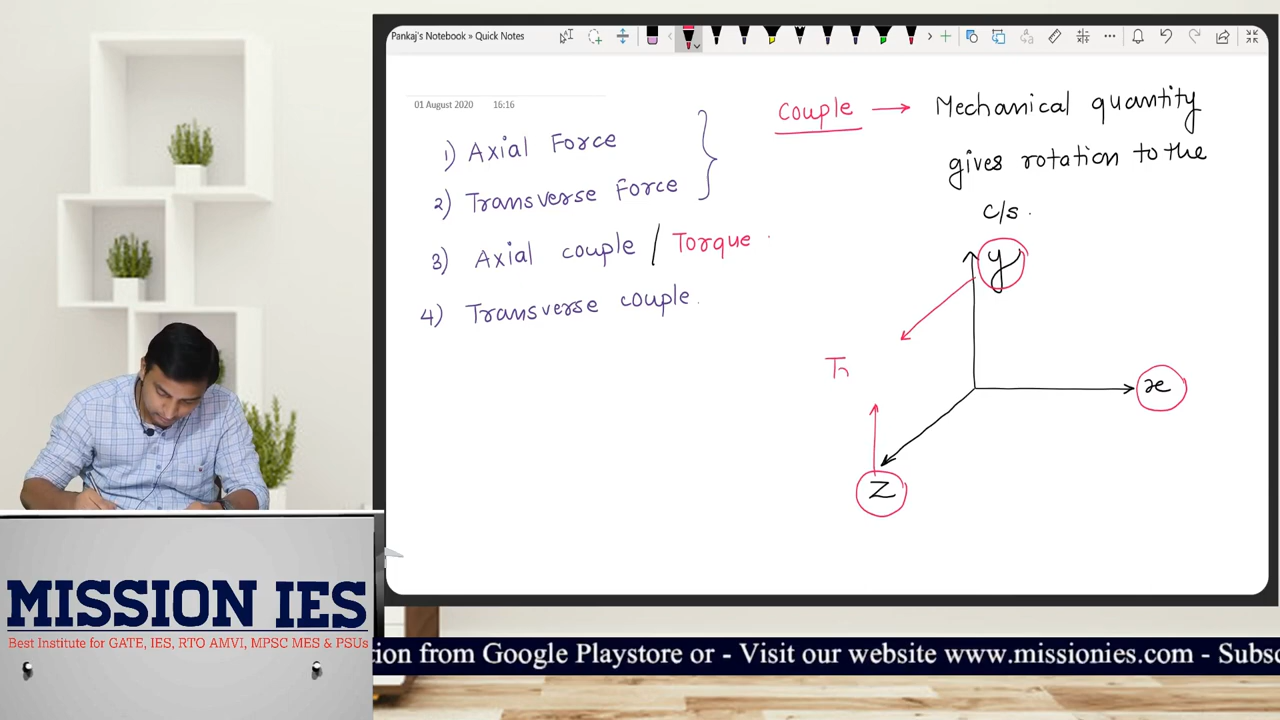 Pankaj's Notebook » Quick Notes
01 August 2020 16:16
1) Axial Force
2) Transverse Force
3) Axial couple / Torque
4) Transverse couple.
Couple → Mechanical quantity
gives rotation to the
c/s.
y
x
z
Tr
MISSION IES
Best Institute for GATE, IES, RTO AMVI, MPSC MES & PSUs
tion from Google Playstore or - Visit our website www.missionies.com - Subsc